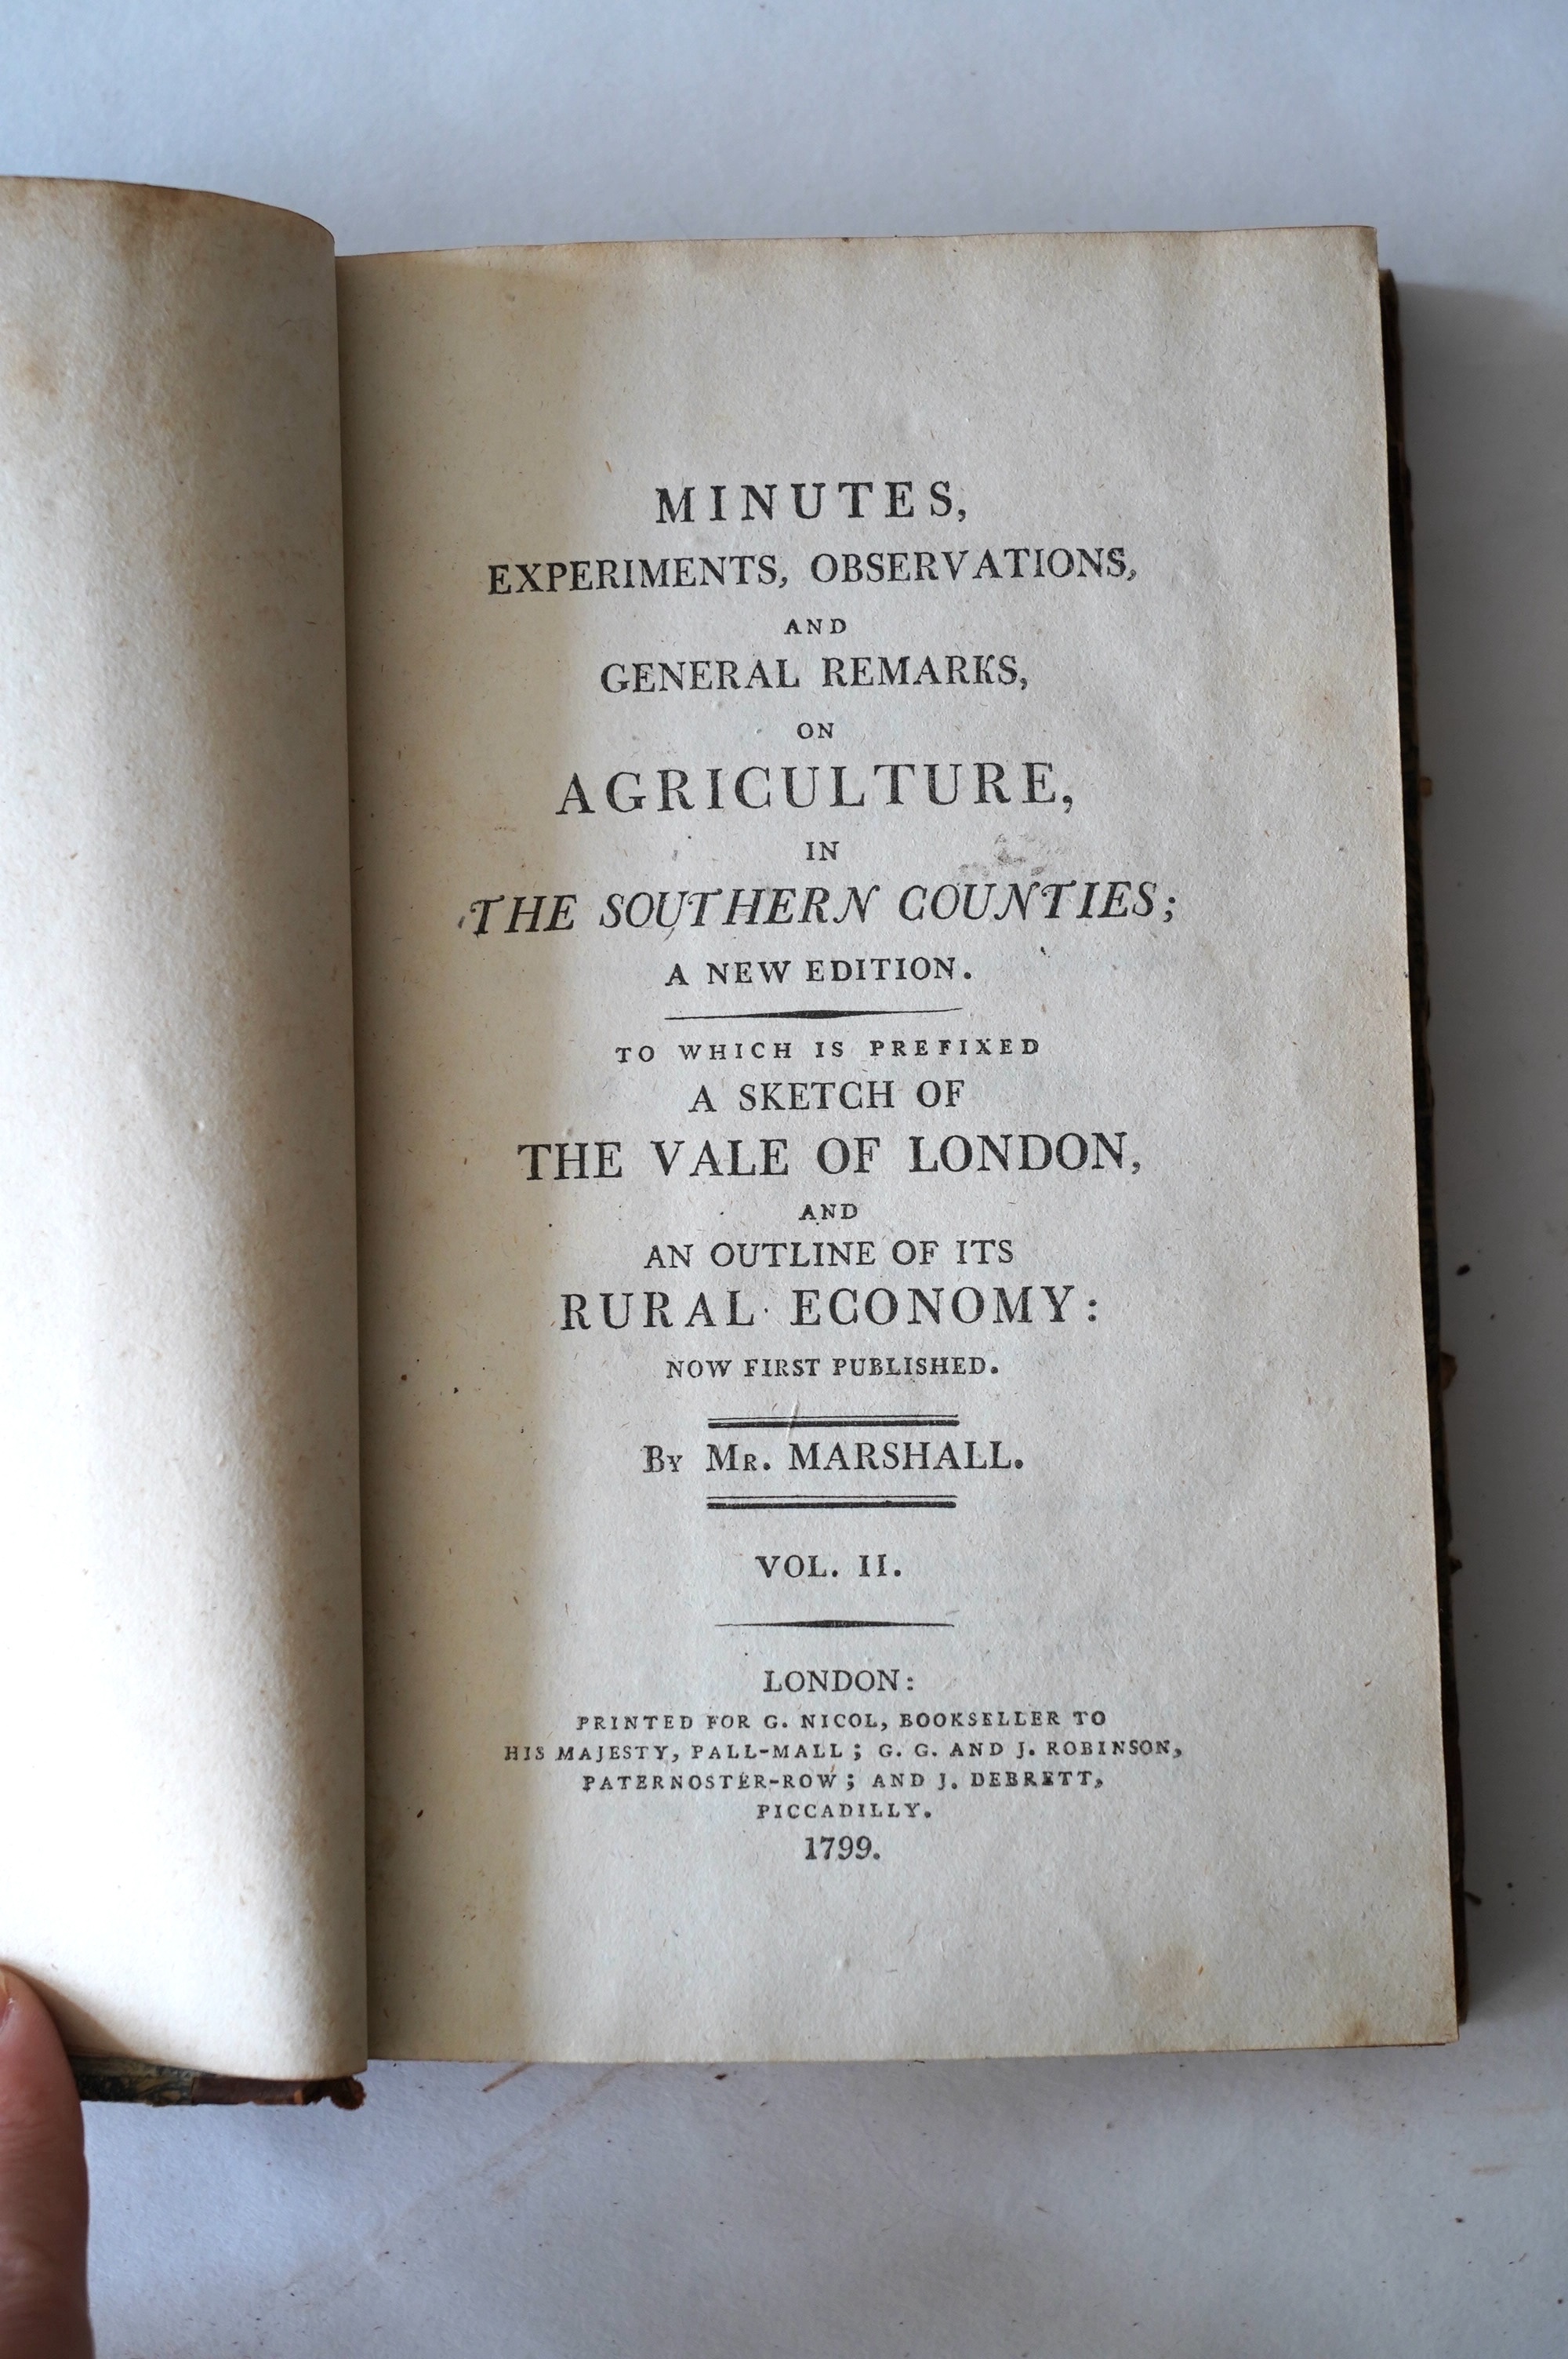 MINUTES,
EXPERIMENTS, OBSERVATIONS,
AND
GENERAL REMARKS,
ON
AGRICULTURE,
IN
THE SOUTHERN COUNTIES;
A NEW EDITION.
TO WHICH IS PREFIXED
A SKETCH OF
THE VALE OF LONDON,
AND
AN OUTLINE OF ITS
RURAL ECONOMY:
NOW FIRST PUBLISHED.
BY MR. MARSHALL.
VOL. II.
LONDON:
PRINTED FOR G. NICOL, BOOKSELLER TO
HIS MAJESTY, PALL-MALL; G. G. AND J. ROBINSON,
PATERNOSTER-ROW; AND J. DEBRETT,
PICCADILLY.
1799.